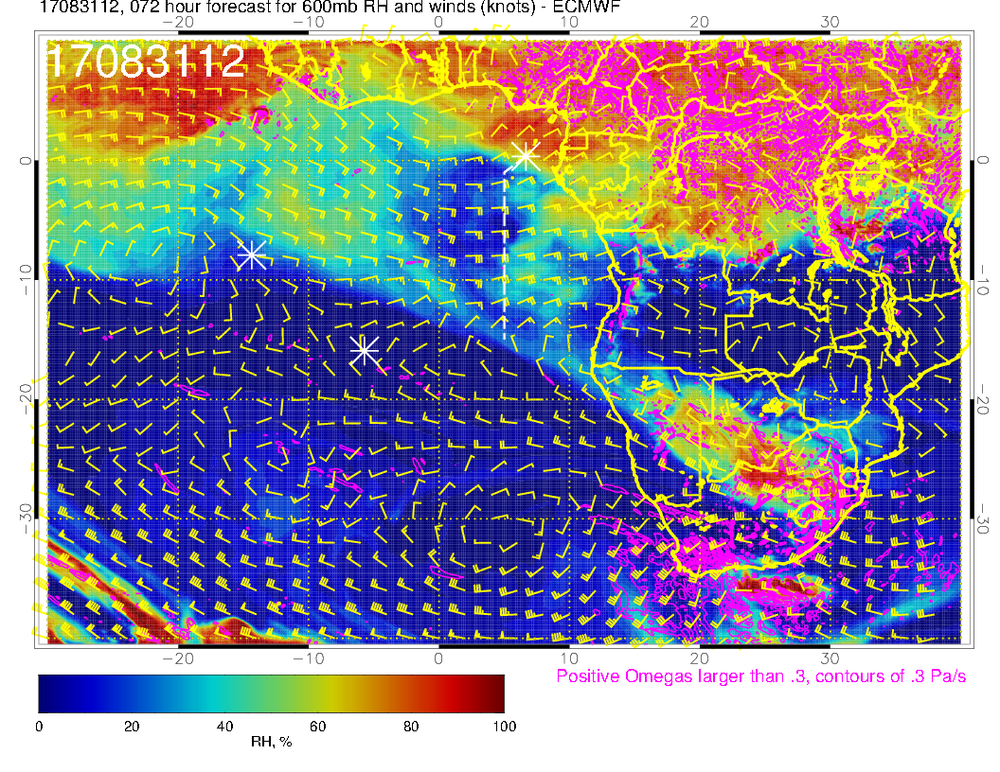 17083112, 072 hour forecast for 600mb RH and winds (knots) - ECMWF
−20 −10 0 10 20 30
17083112
0 0
−10 −10
−20 −20
−30 −30
−20 −10 0 10 20 30
Positive Omegas larger than .3, contours of .3 Pa/s
0 20 40 60 80 100
RH, %